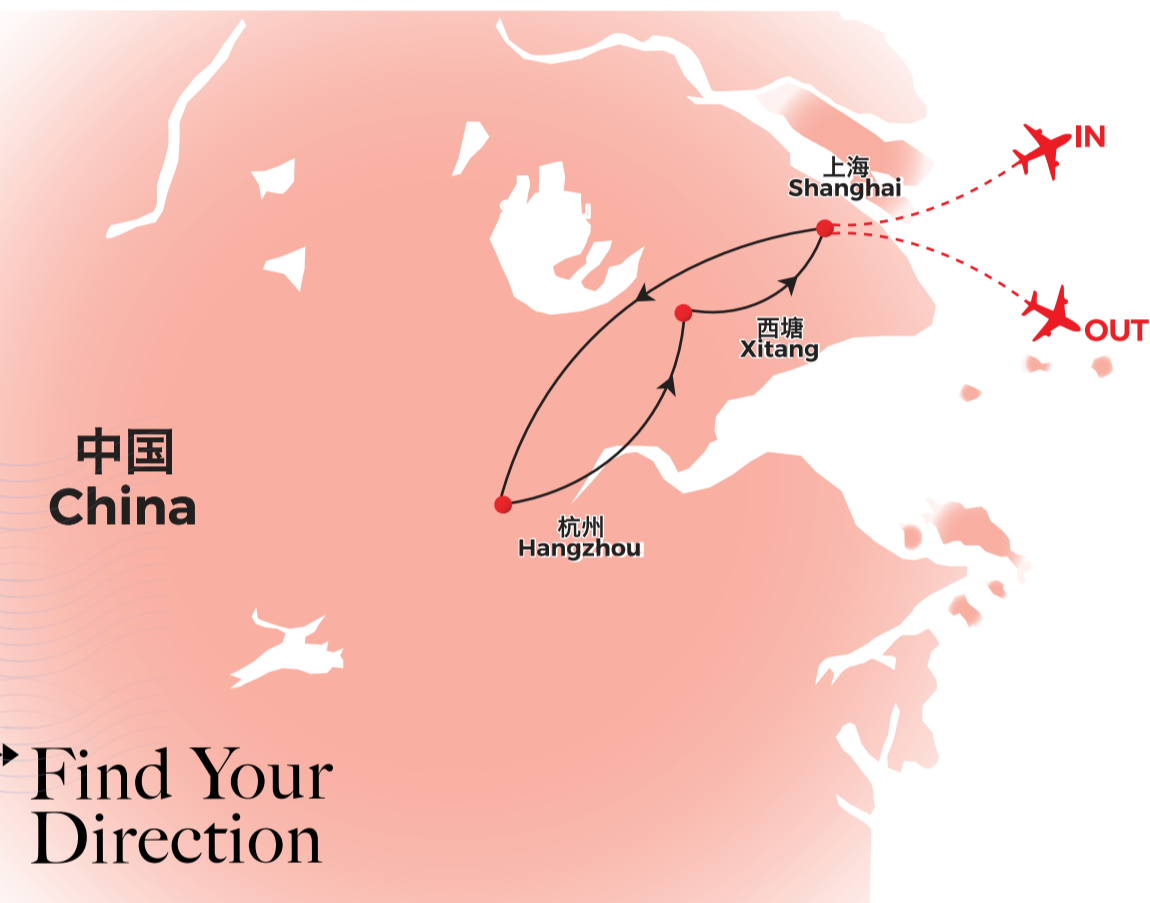 IN
上海
Shanghai
OUT
西塘
Xitang
中国
China
杭州
Hangzhou
Find Your
Direction